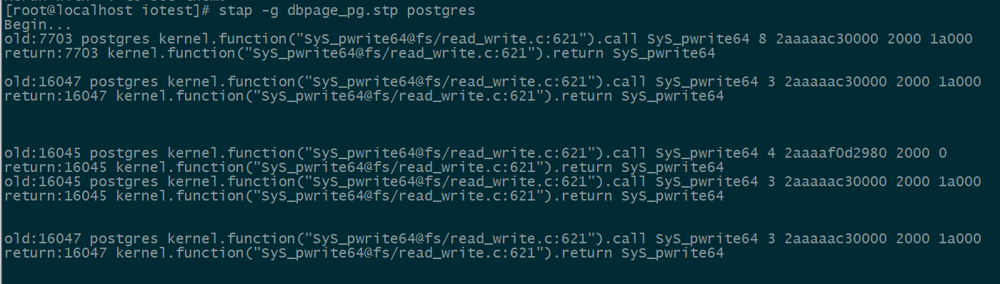 [root@localhost iotest]# stap -g dbpage_pg.stp postgres
Begin...
old:7703 postgres kernel.function("SyS_pwrite64@fs/read_write.c:621").call SyS_pwrite64 8 2aaaaac30000 2000 1a000
return:7703 kernel.function("SyS_pwrite64@fs/read_write.c:621").return SyS_pwrite64
old:16047 postgres kernel.function("SyS_pwrite64@fs/read_write.c:621").call SyS_pwrite64 3 2aaaaac30000 2000 1a000
return:16047 kernel.function("SyS_pwrite64@fs/read_write.c:621").return SyS_pwrite64
old:16045 postgres kernel.function("SyS_pwrite64@fs/read_write.c:621").call SyS_pwrite64 4 2aaaaf0d2980 2000 0
return:16045 kernel.function("SyS_pwrite64@fs/read_write.c:621").return SyS_pwrite64
old:16045 postgres kernel.function("SyS_pwrite64@fs/read_write.c:621").call SyS_pwrite64 3 2aaaaac30000 2000 1a000
return:16045 kernel.function("SyS_pwrite64@fs/read_write.c:621").return SyS_pwrite64
old:16047 postgres kernel.function("SyS_pwrite64@fs/read_write.c:621").call SyS_pwrite64 3 2aaaaac30000 2000 1a000
return:16047 kernel.function("SyS_pwrite64@fs/read_write.c:621").return SyS_pwrite64